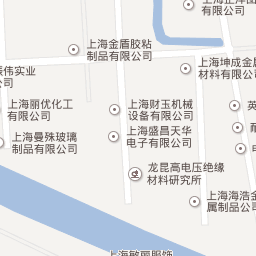 有限公司
上海金盾胶粘
制品有限公司
上海坤成金
材料有限公
伟实业
公司
上海丽优化工
有限公司
上海财玉机械
设备有限公司
上海曼殊玻璃
制品有限公司
上海盛昌天华
电子有限公司
龙昆高电压绝缘
材料研究所
上海海浩金
属制品公司
上海敏丽服饰